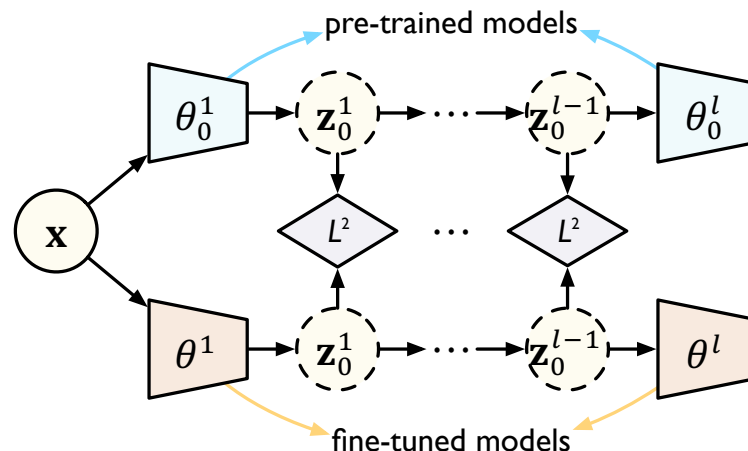 pre-trained models
θ₀¹ z₀¹ ... z₀ˡ⁻¹ θ₀ˡ
x L² ... L²
θ¹ z₀¹ ... z₀ˡ⁻¹ θˡ
fine-tuned models